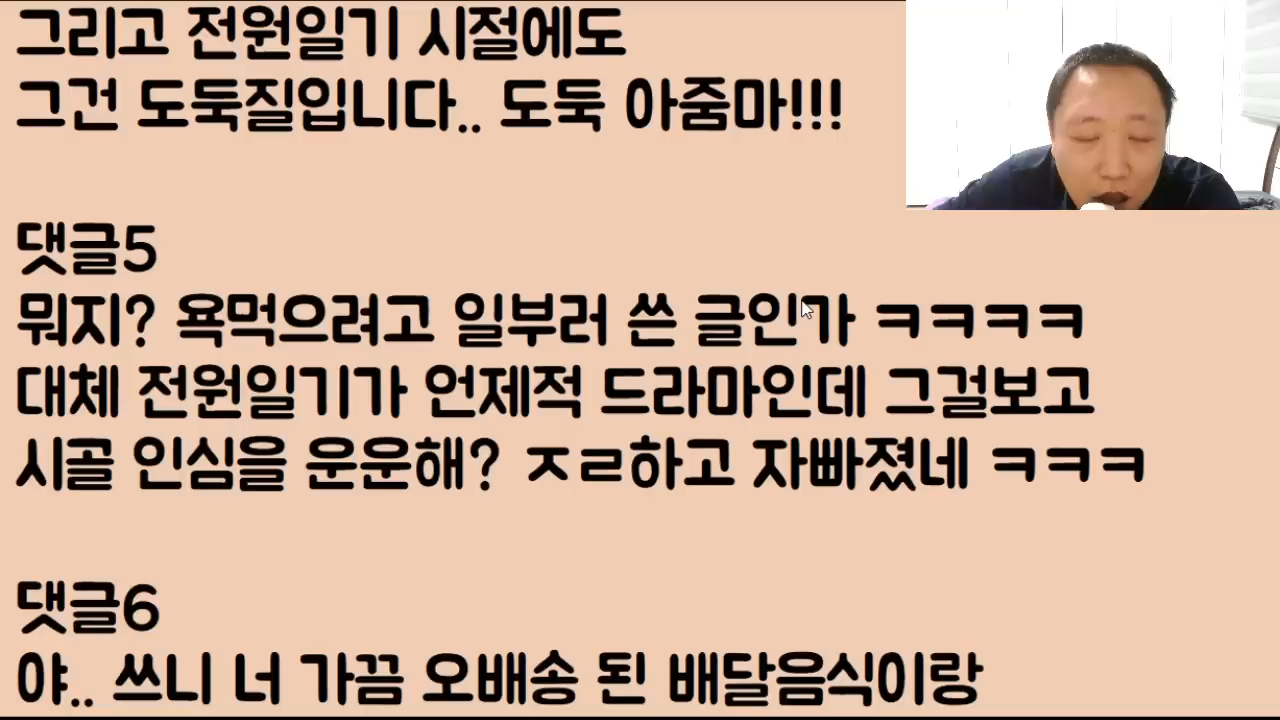 그리고 전원일기 시절에도
그건 도둑질입니다.. 도둑 아줌마!!!
댓글5
뭐지? 욕먹으려고 일부러 쓴 글인가 ㅋㅋㅋㅋ
대체 전원일기가 언제적 드라마인데 그걸보고
시골 인심을 운운해? ㅈㄹ하고 자빠졌네 ㅋㅋㅋ
댓글6
야.. 쓰니 너 가끔 오배송 된 배달음식이랑